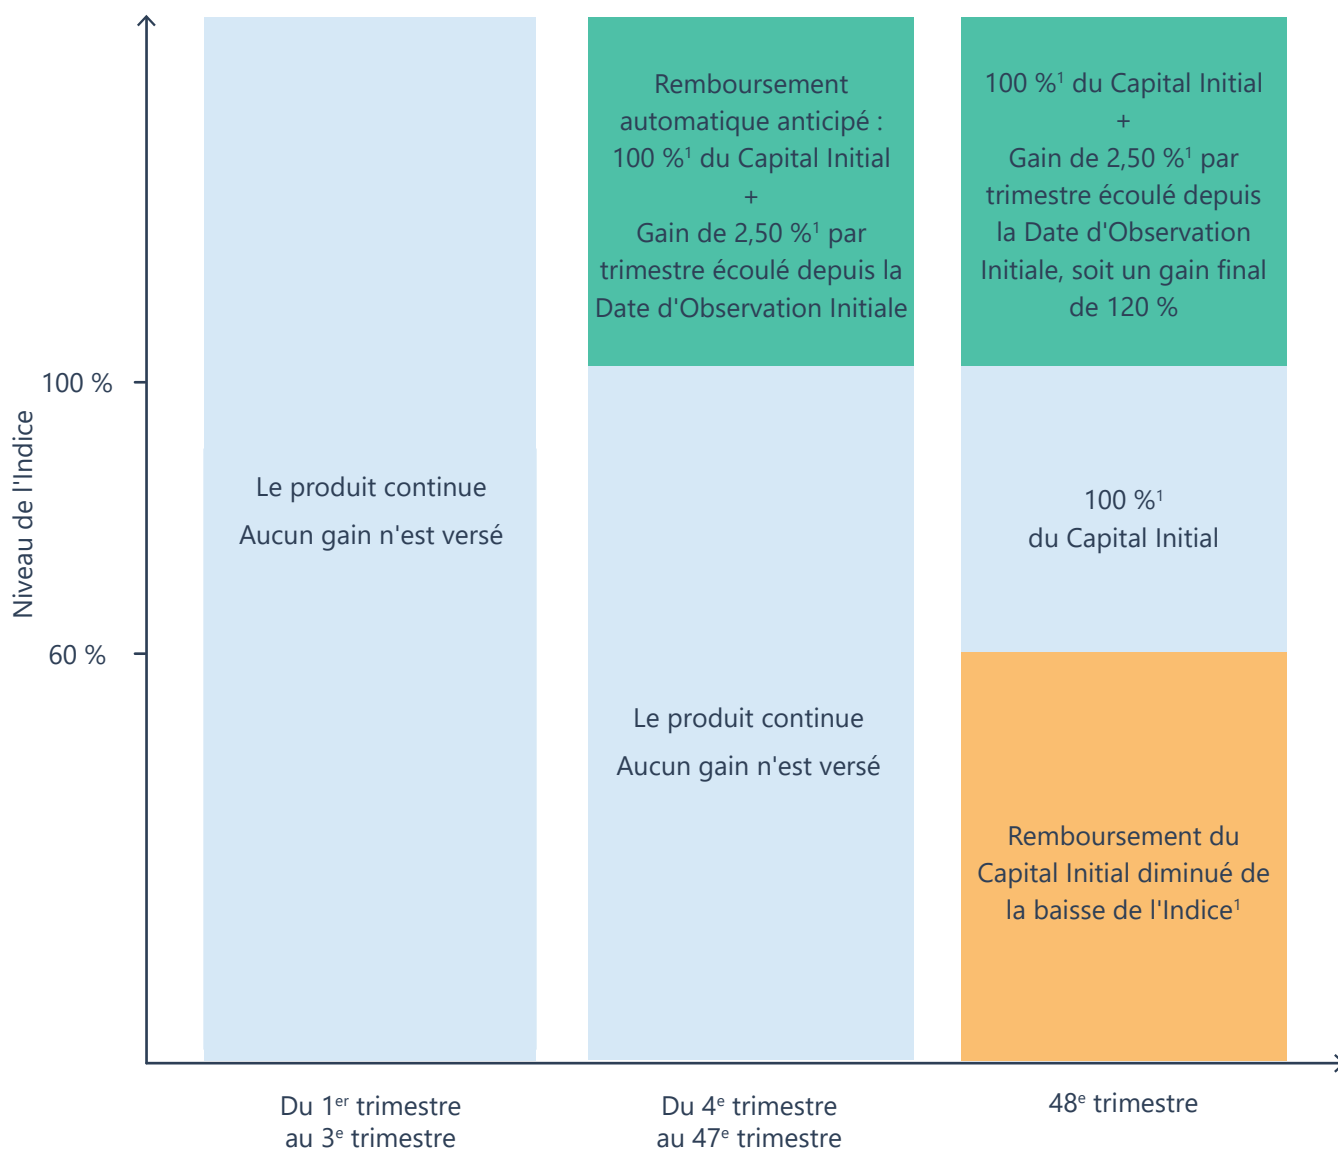 Niveau de l'Indice
100 %
60 %
Le produit continue
Aucun gain n'est versé
Du 1er trimestre
au 3e trimestre
Remboursement
automatique anticipé :
100 %¹ du Capital Initial
+
Gain de 2,50 %¹ par
trimestre écoulé depuis la
Date d'Observation Initiale
Le produit continue
Aucun gain n'est versé
Du 4e trimestre
au 47e trimestre
100 %¹ du Capital Initial
+
Gain de 2,50 %¹ par
trimestre écoulé depuis
la Date d'Observation
Initiale, soit un gain final
de 120 %
100 %¹
du Capital Initial
Remboursement du
Capital Initial diminué de
la baisse de l'Indice¹
48e trimestre